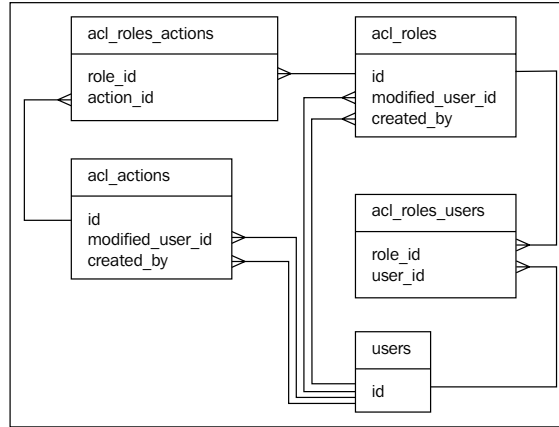 acl_roles_actions
role_id
action_id
acl_roles
id
modified_user_id
created_by
acl_actions
id
modified_user_id
created_by
acl_roles_users
role_id
user_id
users
id